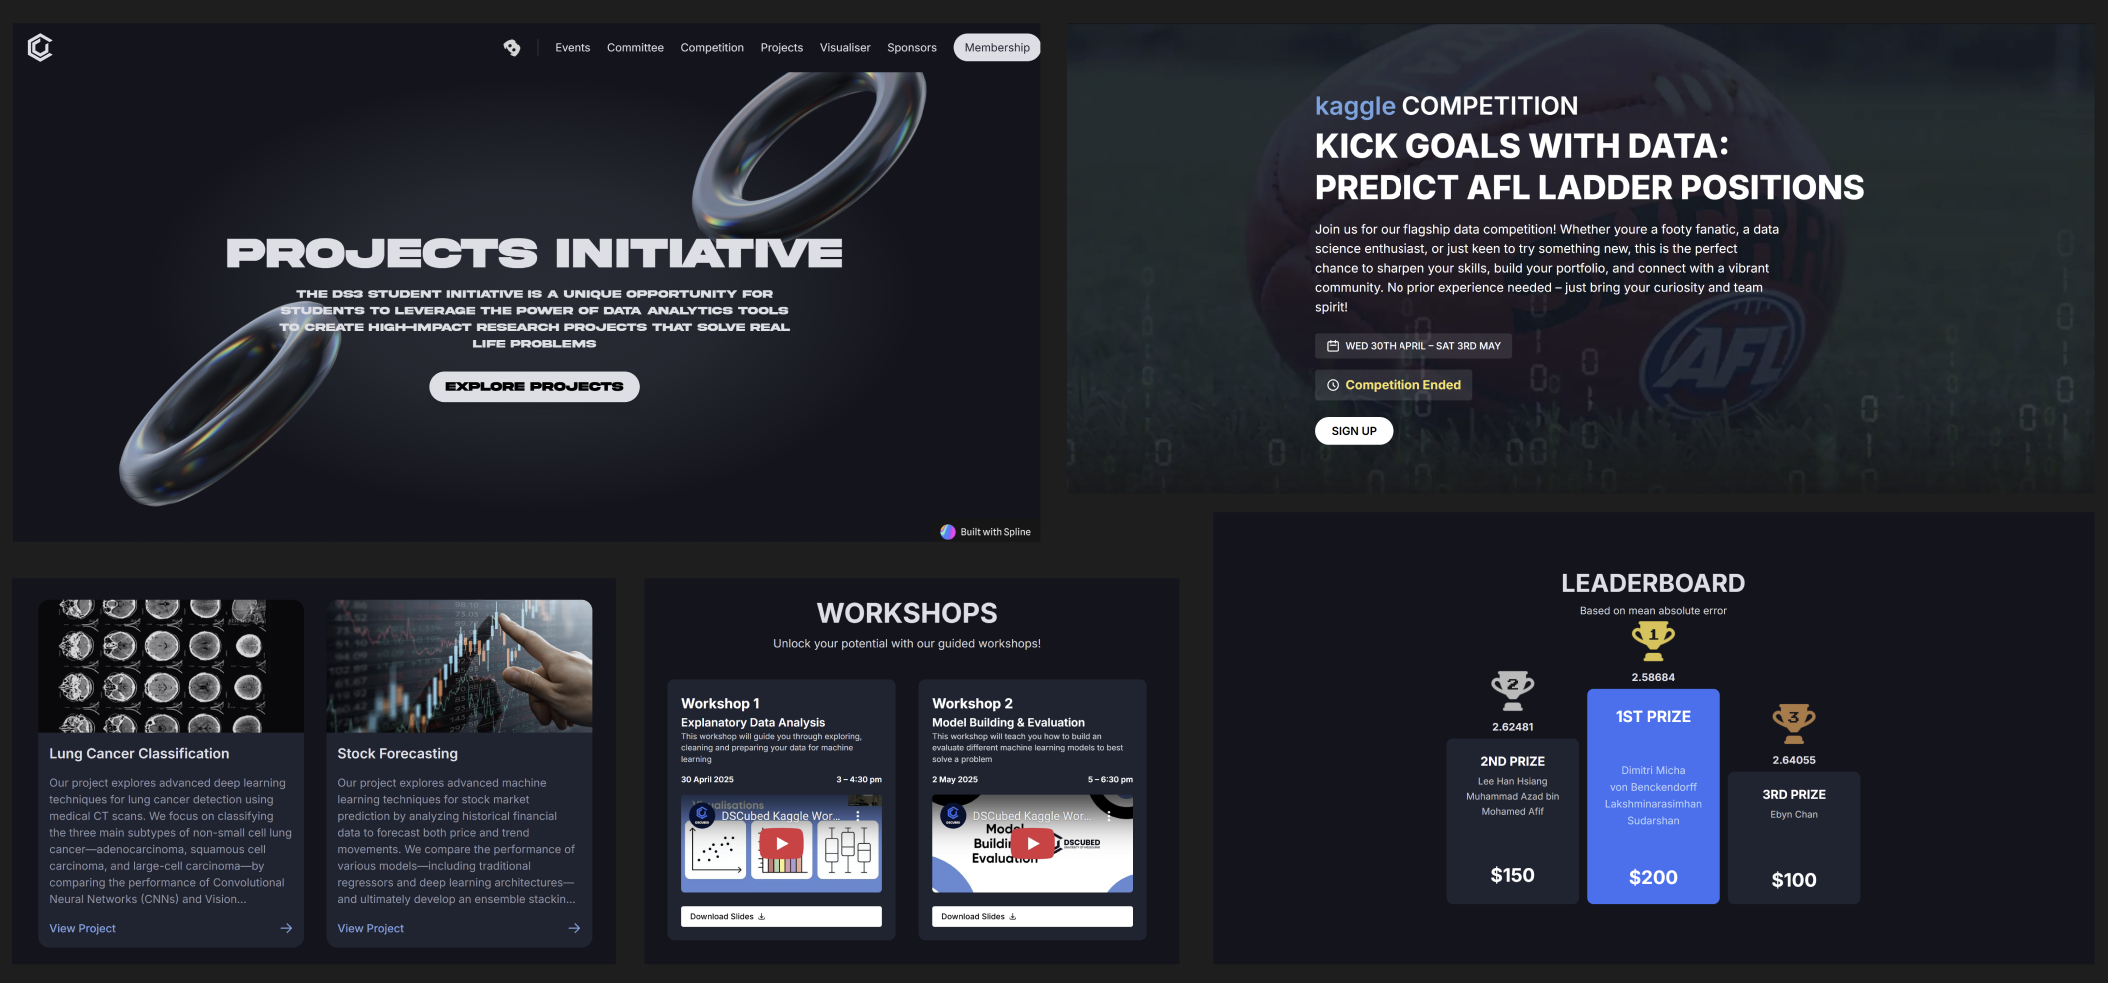 Events Committee Competition Projects Visualiser Sponsors Membership
PROJECTS INITIATIVE
THE DS3 STUDENT INITIATIVE IS A UNIQUE OPPORTUNITY FOR
STUDENTS TO LEVERAGE THE POWER OF DATA ANALYTICS TOOLS
TO CREATE HIGH-IMPACT RESEARCH PROJECTS THAT SOLVE REAL
LIFE PROBLEMS
EXPLORE PROJECTS
Built with Spline
kaggle COMPETITION
KICK GOALS WITH DATA:
PREDICT AFL LADDER POSITIONS
Join us for our flagship data competition! Whether youre a footy fanatic, a data
science enthusiast, or just keen to try something new, this is the perfect
chance to sharpen your skills, build your portfolio, and connect with a vibrant
community. No prior experience needed – just bring your curiosity and team
spirit!
WED 30TH APRIL – SAT 3RD MAY
Competition Ended
SIGN UP
AFL
Lung Cancer Classification
Our project explores advanced deep learning
techniques for lung cancer detection using
medical CT scans. We focus on classifying
the three main subtypes of non-small cell lung
cancer—adenocarcinoma, squamous cell
carcinoma, and large-cell carcinoma—by
comparing the performance of Convolutional
Neural Networks (CNNs) and Vision...
View Project
Stock Forecasting
Our project explores advanced machine
learning techniques for stock market
prediction by analyzing historical financial
data to forecast both price and trend
movements. We compare the performance of
various models—including traditional
regressors and deep learning architectures—
and ultimately develop an ensemble stackin...
View Project
WORKSHOPS
Unlock your potential with our guided workshops!
Workshop 1
Explanatory Data Analysis
This workshop will guide you through exploring,
cleaning and preparing your data for machine
learning
30 April 2025 3 – 4:30 pm
DSCubed Kaggle Wor...
Download Slides
Workshop 2
Model Building & Evaluation
This workshop will teach you how to build an
evaluate different machine learning models to best
solve a problem
2 May 2025 5 – 6:30 pm
DSCubed Kaggle Wor...
Model
Building
Evaluation
DSCUBED
Download Slides
LEADERBOARD
Based on mean absolute error
1
2.58684
1ST PRIZE
Dimitri Micha
von Benckendorff
Lakshminarasimhan
Sudarshan
$200
2
2.62481
2ND PRIZE
Lee Han Hsiang
Muhammad Azad bin
Mohamed Afif
$150
3
2.64055
3RD PRIZE
Ebyn Chan
$100